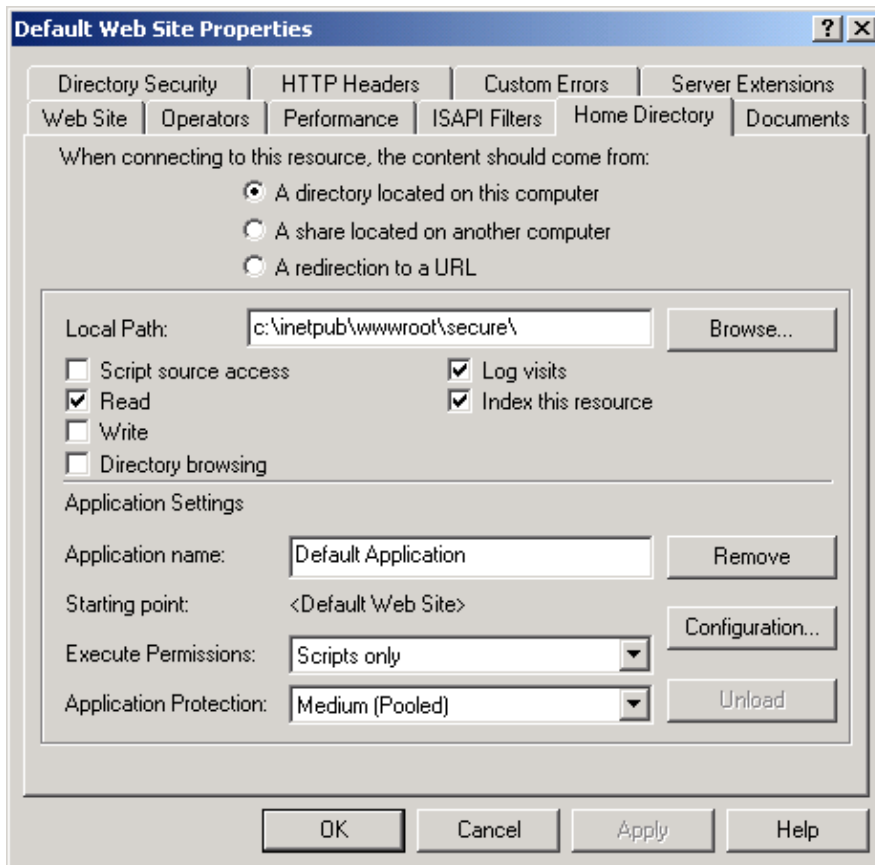 Default Web Site Properties
Directory Security HTTP Headers Custom Errors Server Extensions
Web Site Operators Performance ISAPI Filters Home Directory Documents
When connecting to this resource, the content should come from:
A directory located on this computer
A share located on another computer
A redirection to a URL
Local Path: c:\inetpub\wwwroot\secure\ Browse...
Script source access Log visits
Read Index this resource
Write
Directory browsing
Application Settings
Application name: Default Application Remove
Starting point: <Default Web Site>
Configuration...
Execute Permissions: Scripts only
Application Protection: Medium (Pooled) Unload
OK Cancel Apply Help